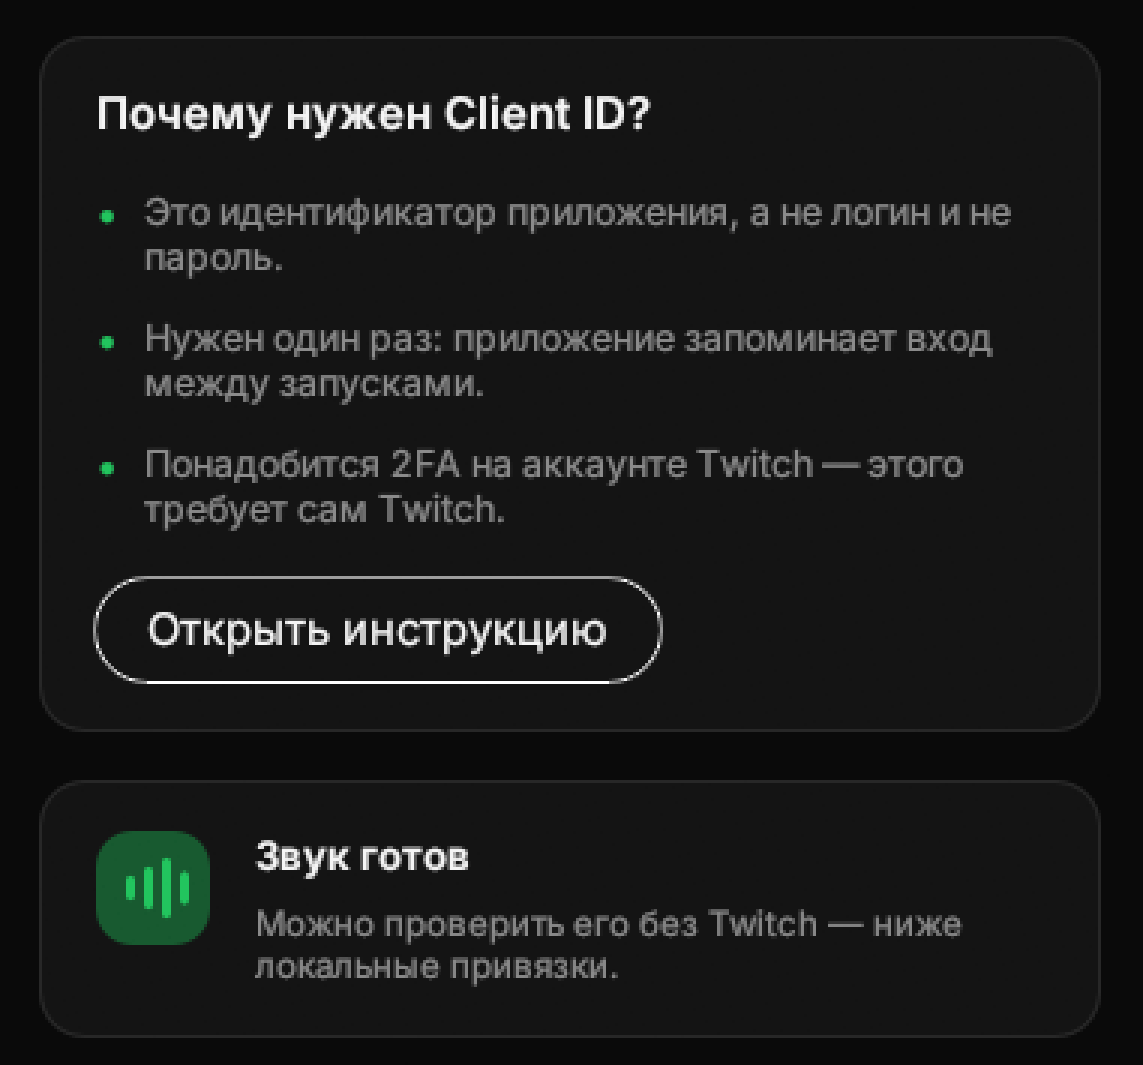 Почему нужен Client ID?
• Это идентификатор приложения, а не логин и не
пароль.
• Нужен один раз: приложение запоминает вход
между запусками.
• Понадобится 2FA на аккаунте Twitch — этого
требует сам Twitch.
Открыть инструкцию
Звук готов
Можно проверить его без Twitch — ниже
локальные привязки.